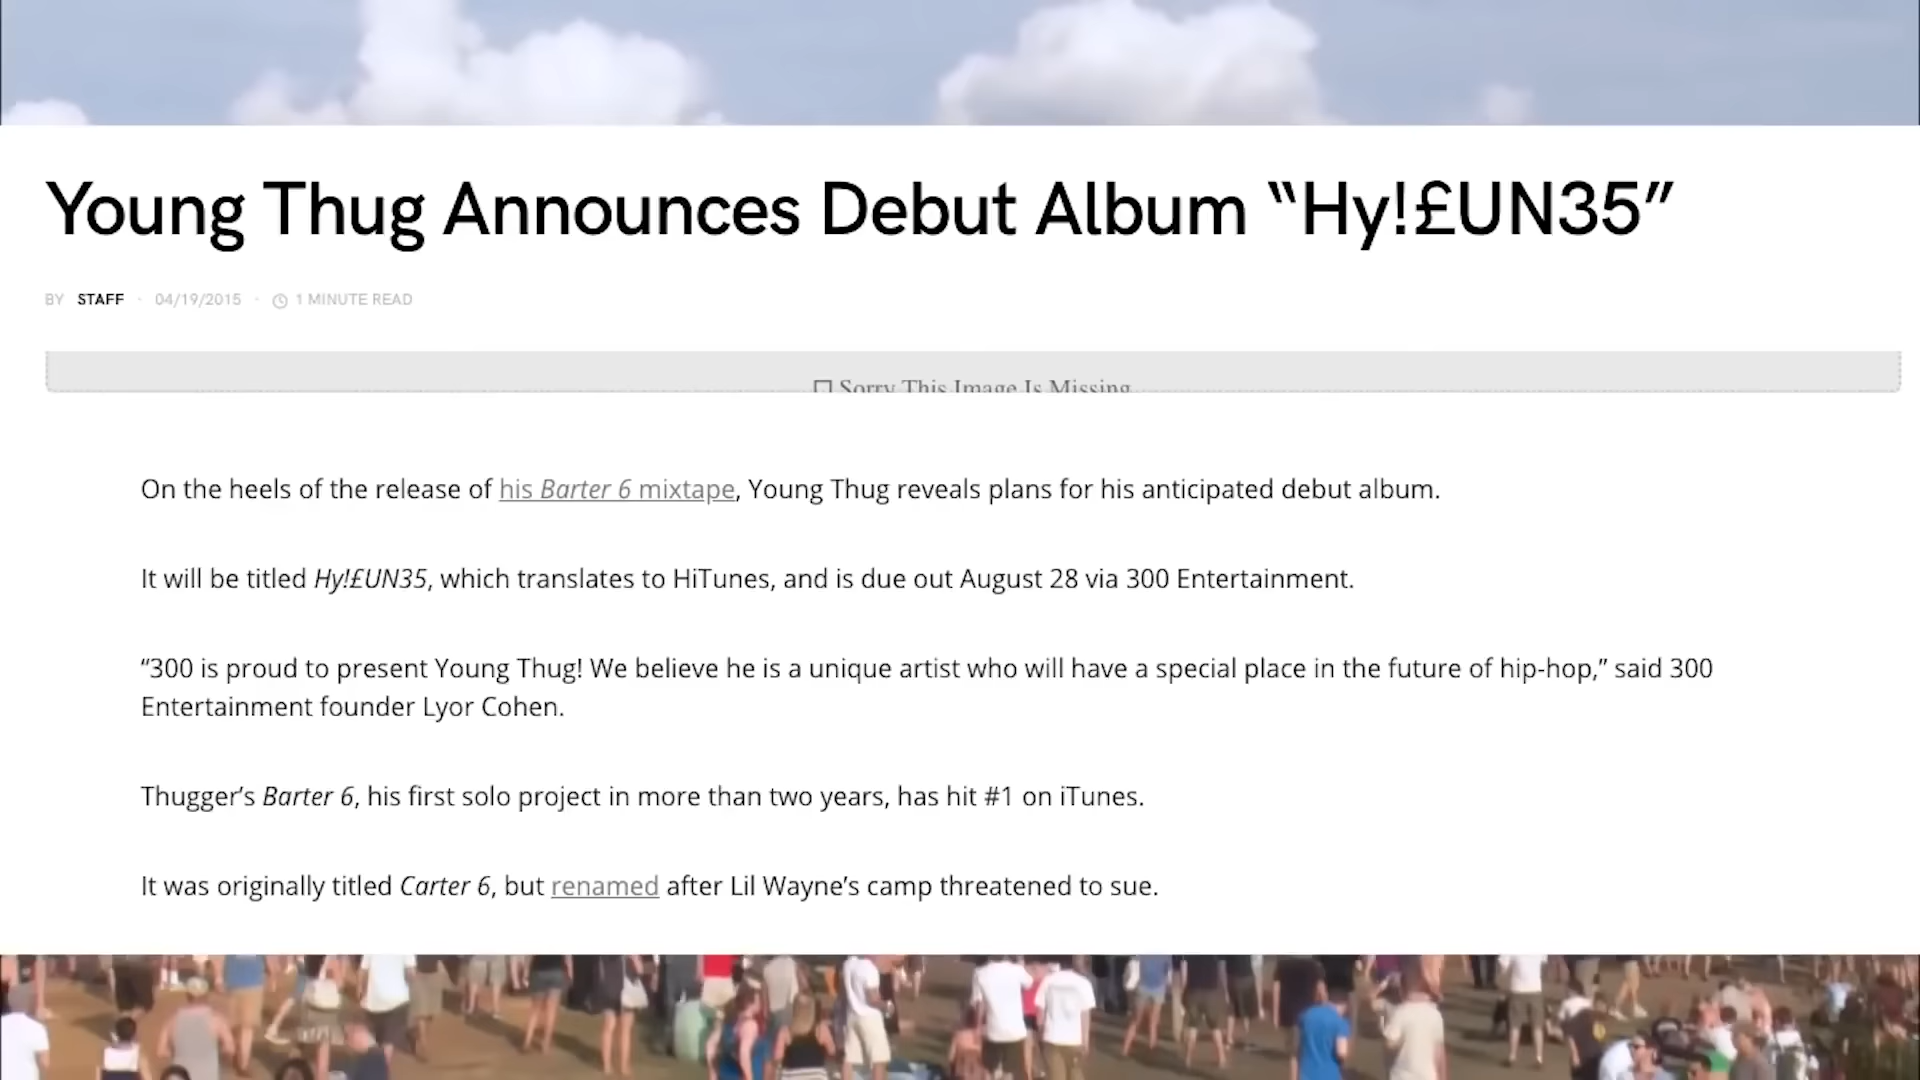 Young Thug Announces Debut Album “Hy!£UN35”
BY STAFF · 04/19/2015 · 1 MINUTE READ
Sorry This Image Is Missing
On the heels of the release of his Barter 6 mixtape, Young Thug reveals plans for his anticipated debut album.
It will be titled Hy!£UN35, which translates to HiTunes, and is due out August 28 via 300 Entertainment.
“300 is proud to present Young Thug! We believe he is a unique artist who will have a special place in the future of hip-hop,” said 300
Entertainment founder Lyor Cohen.
Thugger’s Barter 6, his first solo project in more than two years, has hit #1 on iTunes.
It was originally titled Carter 6, but renamed after Lil Wayne’s camp threatened to sue.